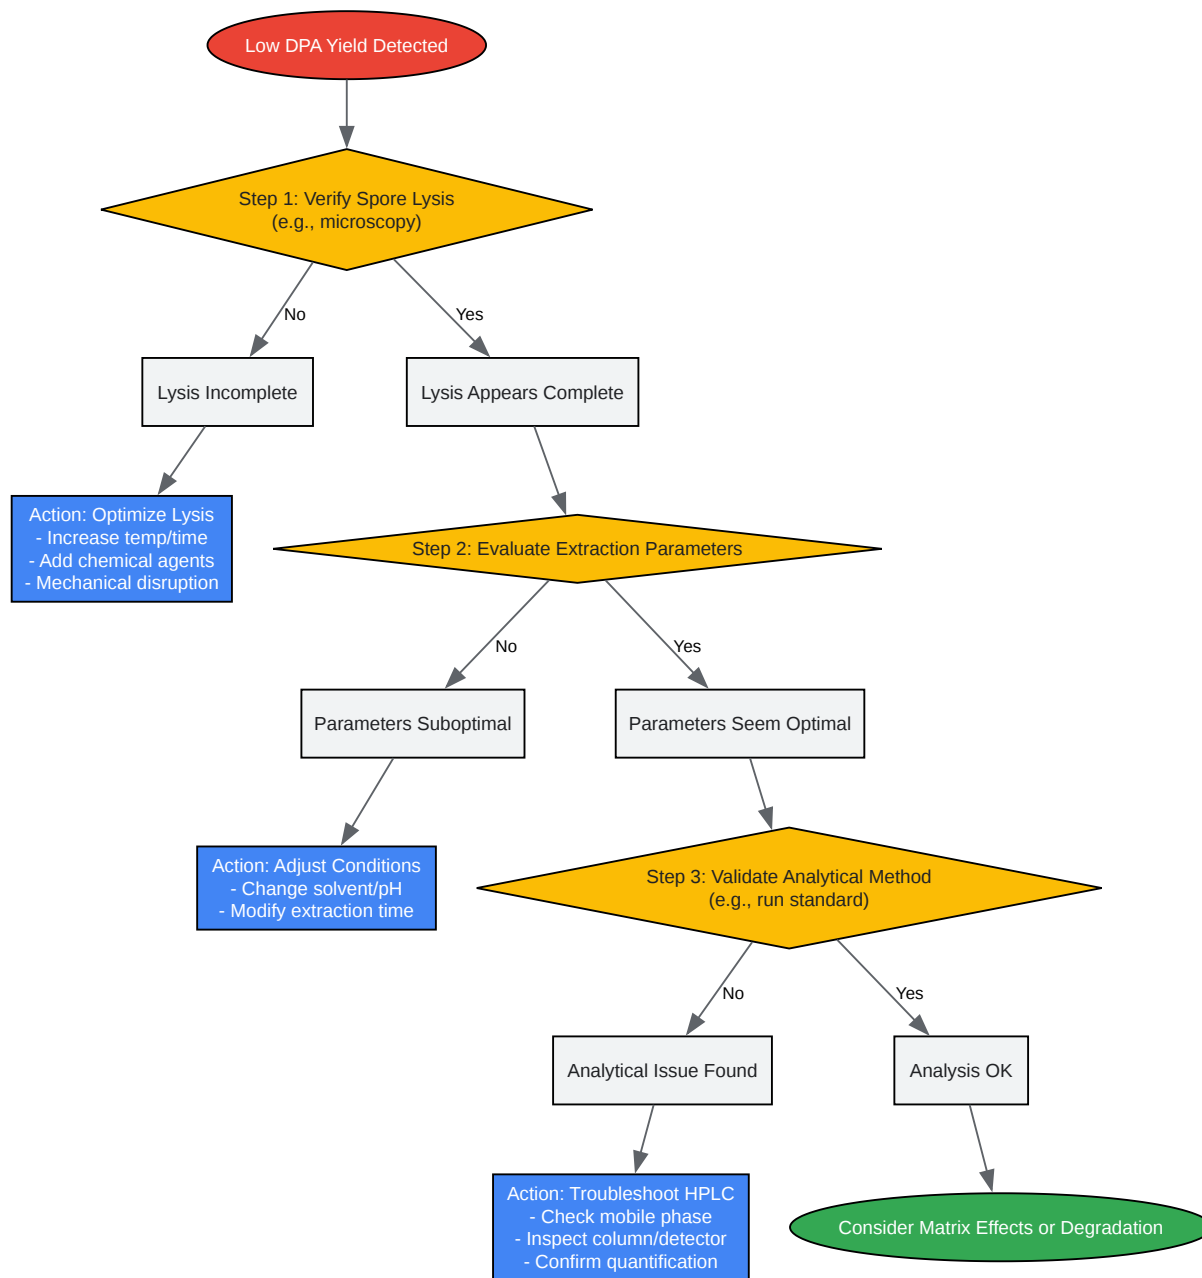 Low DPA Yield Detected
Step 1: Verify Spore Lysis
(e.g., microscopy)
No
Yes
Lysis Incomplete
Lysis Appears Complete
Action: Optimize Lysis
- Increase temp/time
- Add chemical agents
- Mechanical disruption
Step 2: Evaluate Extraction Parameters
No
Yes
Parameters Suboptimal
Parameters Seem Optimal
Action: Adjust Conditions
- Change solvent/pH
- Modify extraction time
Step 3: Validate Analytical Method
(e.g., run standard)
No
Yes
Analytical Issue Found
Analysis OK
Action: Troubleshoot HPLC
- Check mobile phase
- Inspect column/detector
- Confirm quantification
Consider Matrix Effects or Degradation